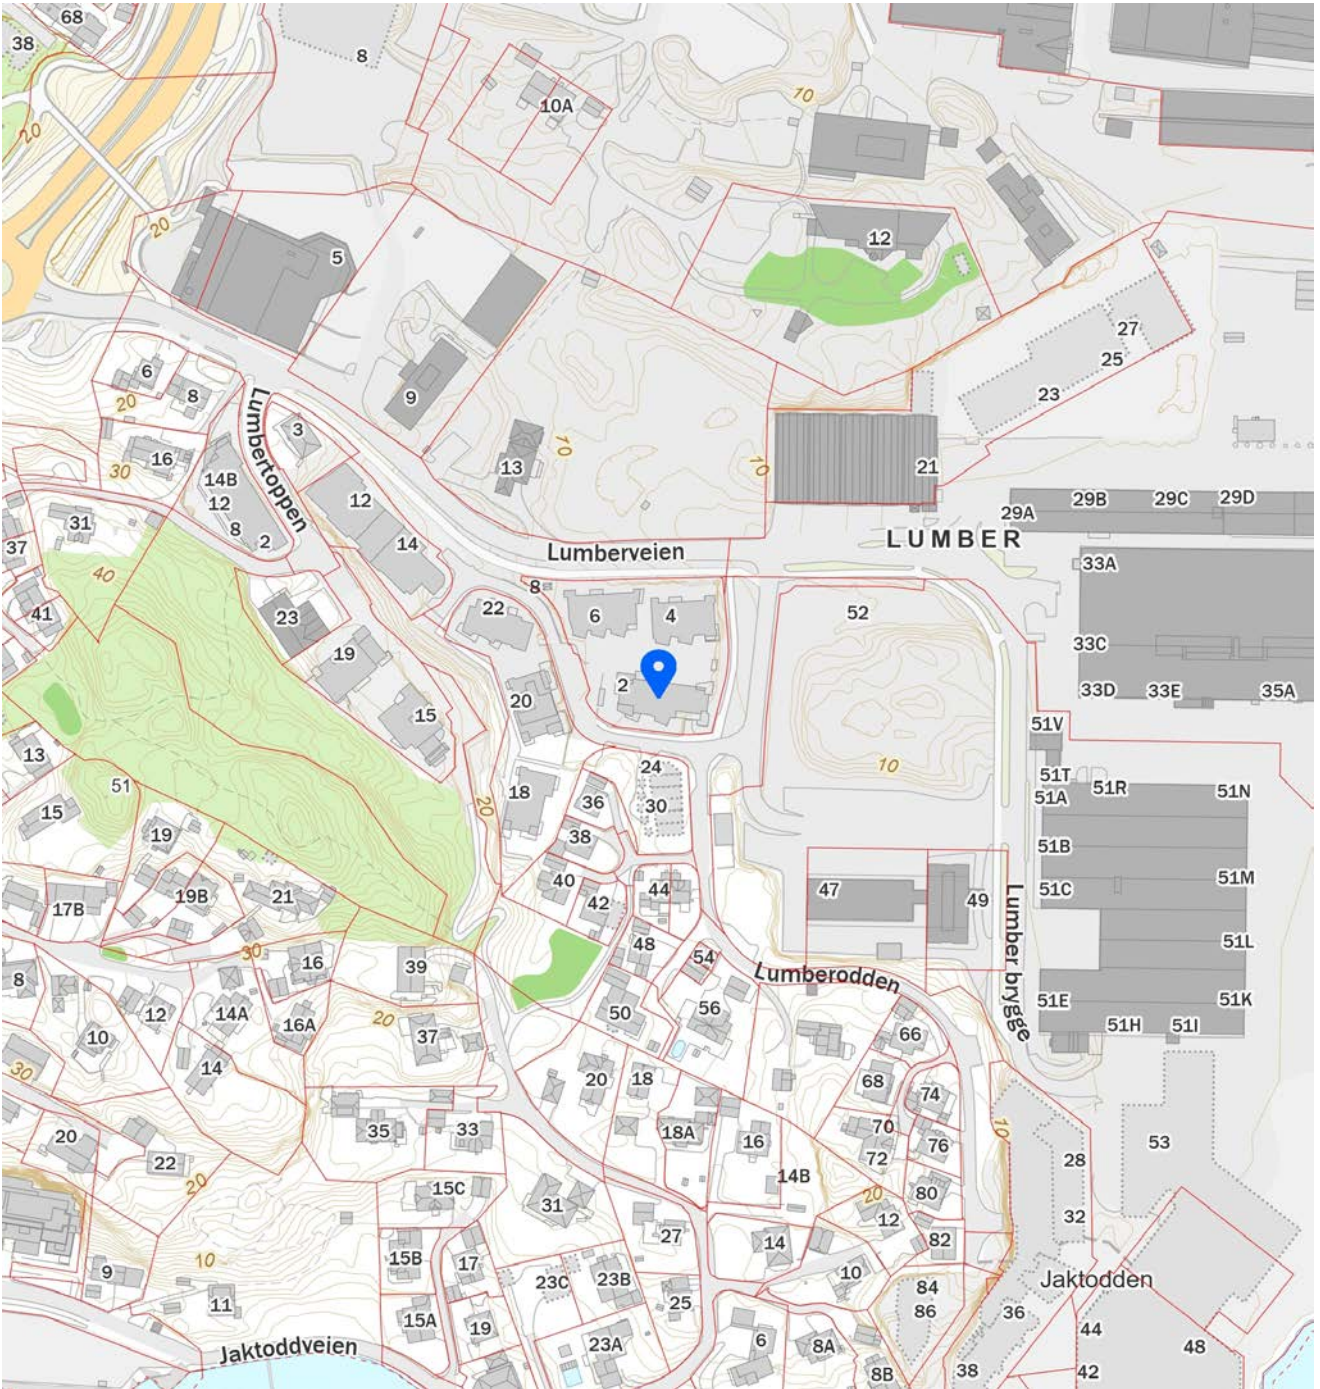 68
38
8
10A
10
20
20
5
12
27
25
23
6
8
20
9
3
16
30
14B
12
8
2
Lumbertoppen
12
14
13
10
10
21
29A
29B
29C
29D
LUMBER
Lumberveien
33A
33C
33D
33E
35A
31
37
40
41
23
19
15
22
8
6
4
2
20
52
10
51V
51T
51A
51R
51N
51B
51M
51C
51L
51E
51K
51H
51I
13
51
15
19
19B
21
17B
18
20
24
30
36
38
40
42
44
48
50
54
56
47
49
Lumber brygge
Lumberodden
30
8
12
10
14A
14
16
16A
39
37
20
30
20
22
20
35
33
20
18
18A
16
14B
66
68
74
70
72
76
80
82
20
12
10
28
32
53
9
11
10
15C
15B
15A
17
19
31
27
23C
23B
23A
25
14
10
6
8A
8B
84
86
36
38
Jaktodden
44
42
48
Jaktoddveien